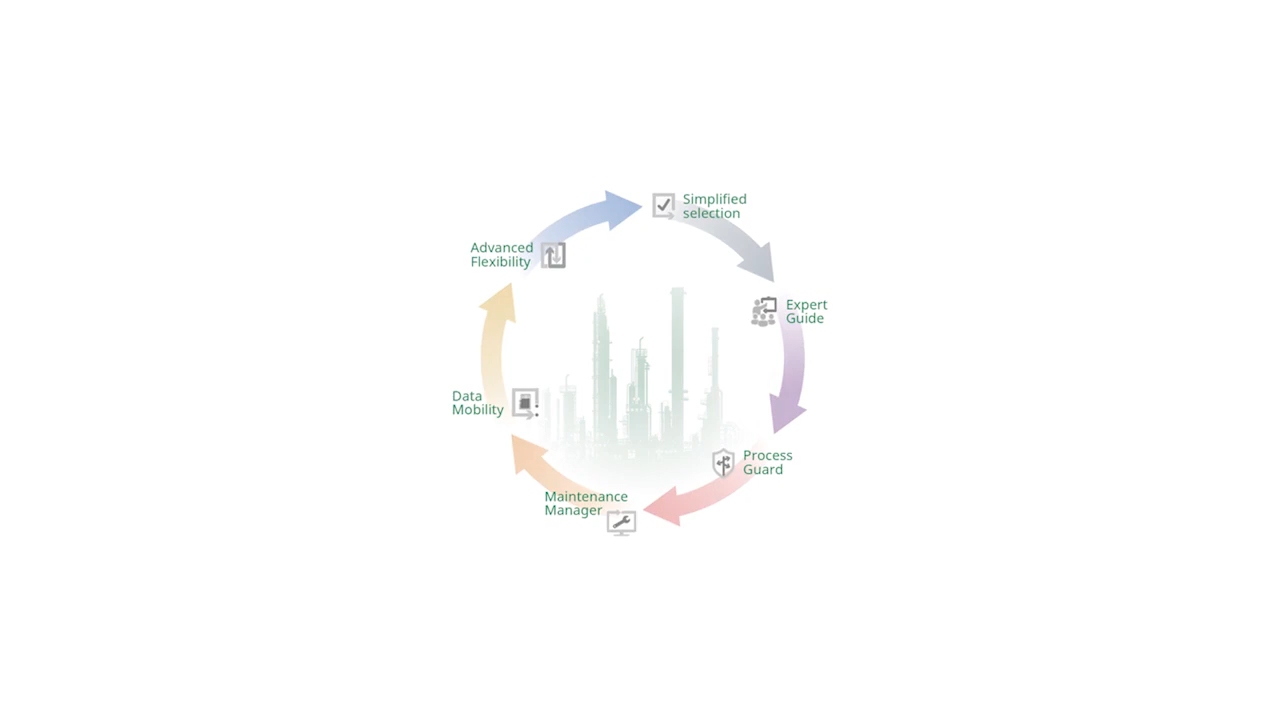 Simplified
selection
Expert
Guide
Process
Guard
Maintenance
Manager
Data
Mobility
Advanced
Flexibility